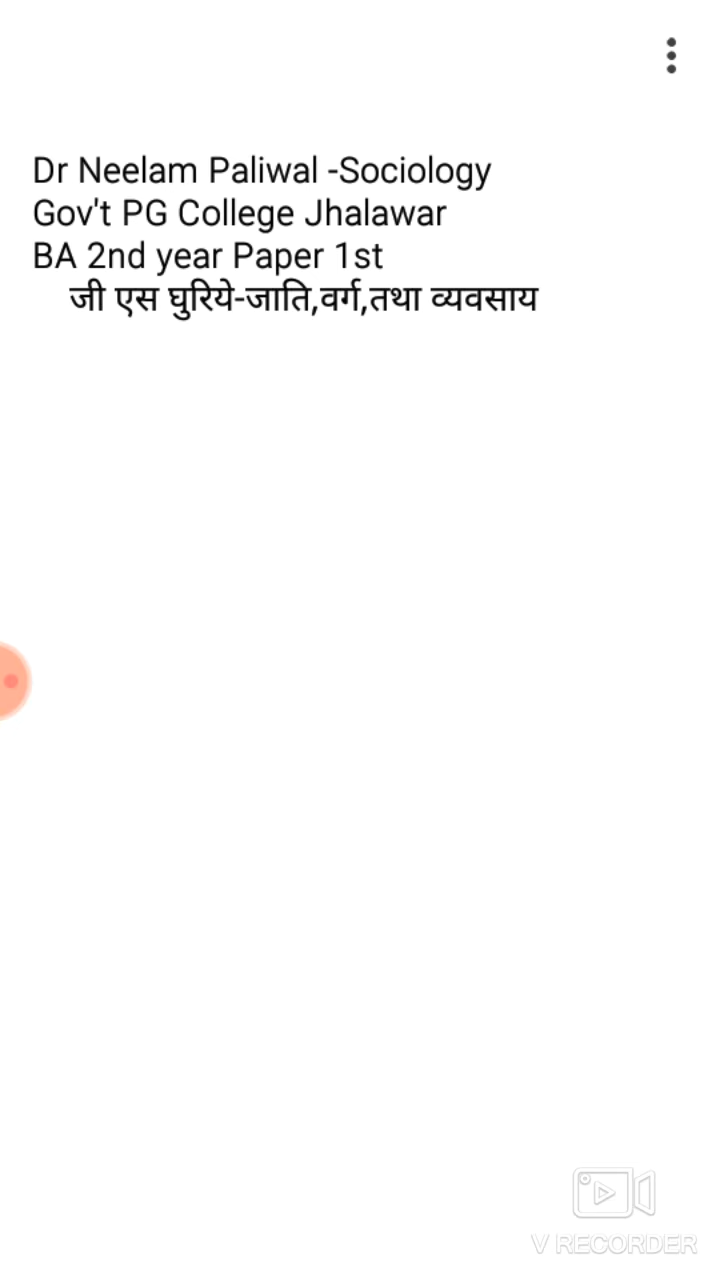 Dr Neelam Paliwal -Sociology
Gov't PG College Jhalawar
BA 2nd year Paper 1st
जी एस घुरिये-जाति,वर्ग,तथा व्यवसाय
V RECORDER